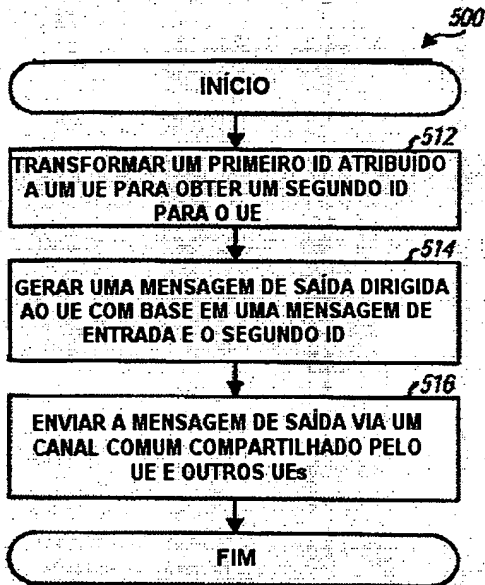 500
INÍCIO
512
TRANSFORMAR UM PRIMEIRO ID ATRIBUÍDO
A UM UE PARA OBTER UM SEGUNDO ID
PARA O UE
514
GERAR UMA MENSAGEM DE SAÍDA DIRIGIDA
AO UE COM BASE EM UMA MENSAGEM DE
ENTRADA E O SEGUNDO ID
516
ENVIAR A MENSAGEM DE SAÍDA VIA UM
CANAL COMUM COMPARTILHADO PELO
UE E OUTROS UEs
FIM